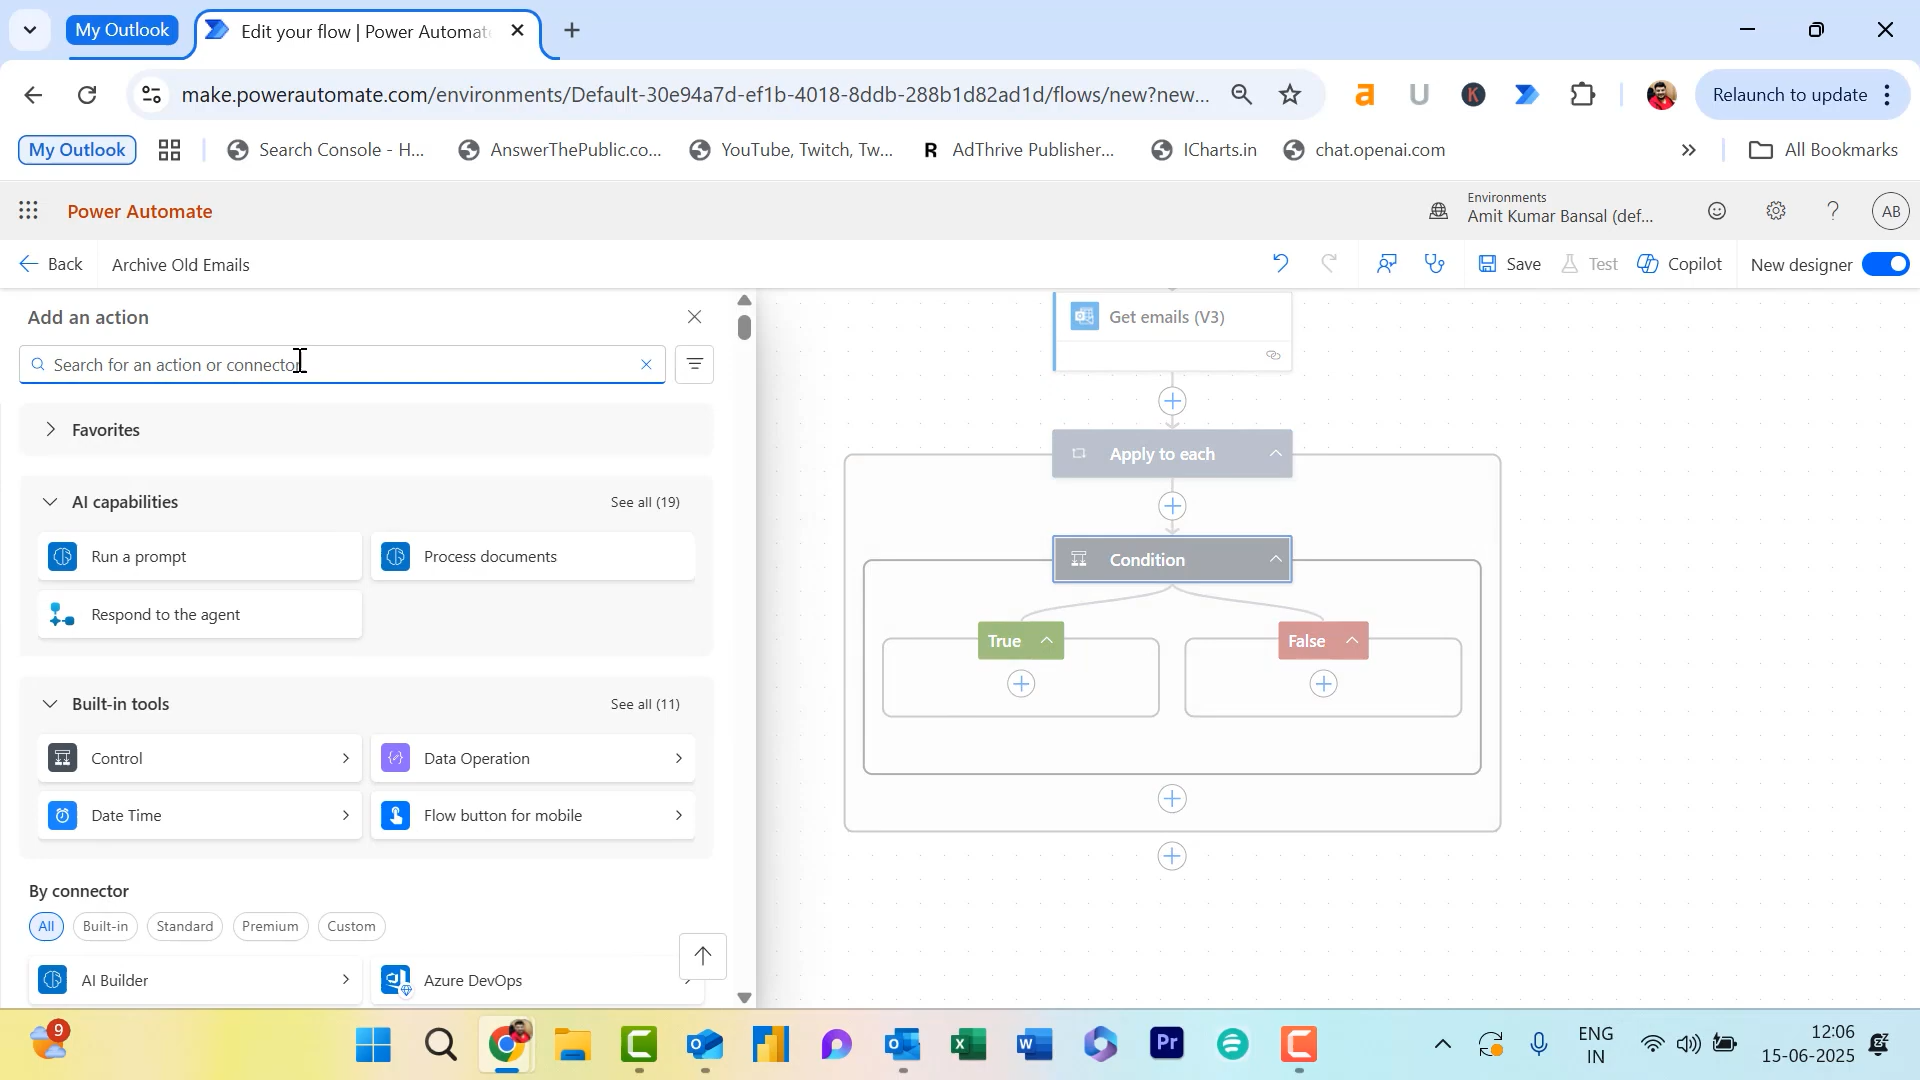 My Outlook
Edit your flow | Power Automat
make.powerautomate.com/environments/Default-30e94a7d-ef1b-4018-8ddb-288b1d82ad1d/flows/new?new...
Relaunch to update
My Outlook
Search Console - H...
AnswerThePublic.co...
YouTube, Twitch, Tw...
AdThrive Publisher...
ICharts.in
chat.openai.com
All Bookmarks
Power Automate
Environments
Amit Kumar Bansal (def...
AB
Back
Archive Old Emails
Save
Test
Copilot
New designer
Add an action
Search for an action or connector
Favorites
AI capabilities
See all (19)
Run a prompt
Process documents
Respond to the agent
Built-in tools
See all (11)
Control
Data Operation
Date Time
Flow button for mobile
By connector
All
Built-in
Standard
Premium
Custom
AI Builder
Azure DevOps
Get emails (V3)
Apply to each
Condition
True
False
9
ENG
IN
12:06
15-06-2025